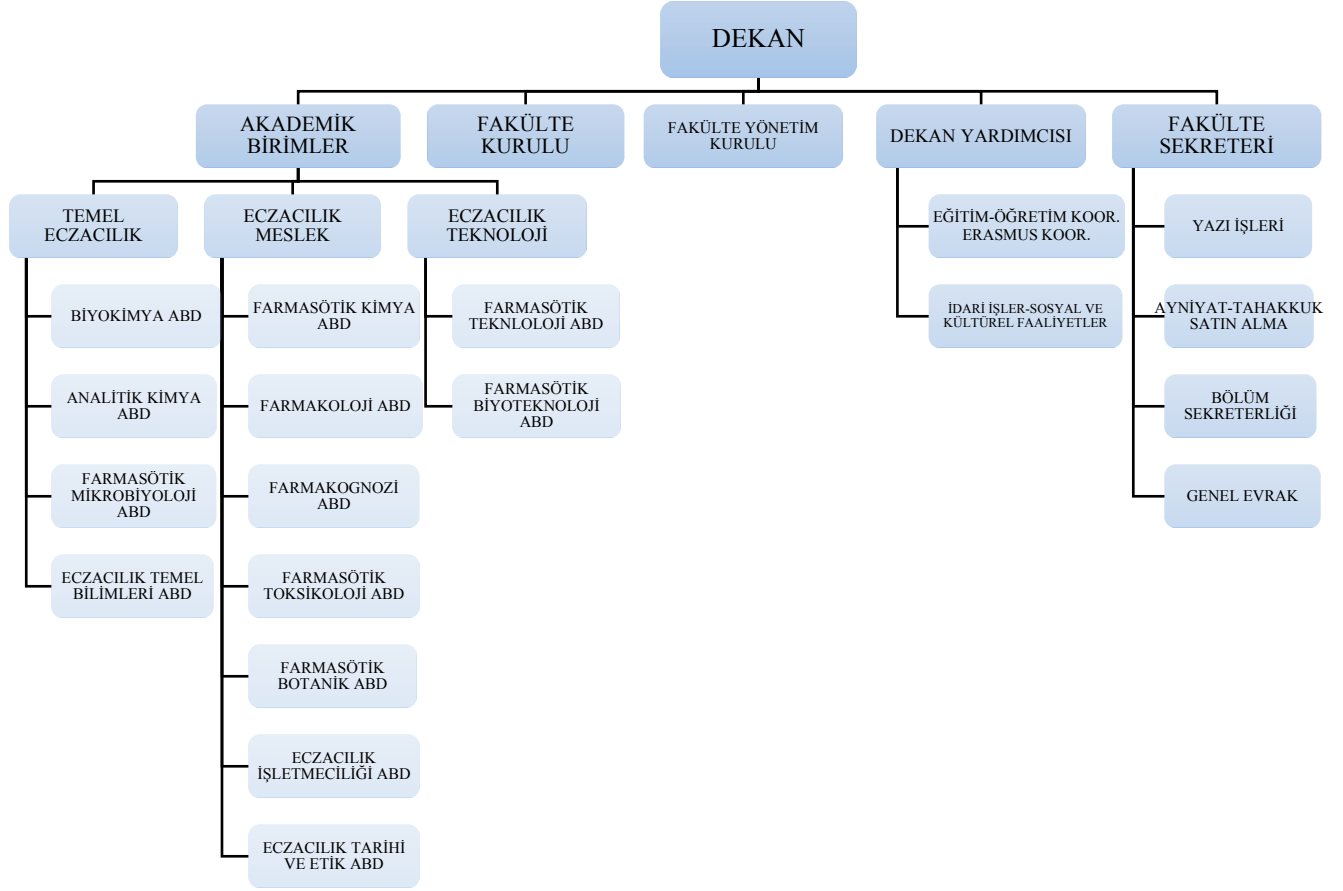 DEKAN
AKADEMİK
BİRİMLER
FAKÜLTE
KURULU
FAKÜLTE YÖNETİM
KURULU
DEKAN YARDIMCISI
FAKÜLTE
SEKRETERİ
TEMEL
ECZACILIK
BİYOKİMYA ABD
ANALİTİK KİMYA
ABD
FARMASÖTİK
MİKROBİYOLOJİ
ABD
ECZACILIK TEMEL
BİLİMLERİ ABD
ECZACILIK
MESLEK
FARMASÖTİK KİMYA
ABD
FARMAKOLOJİ ABD
FARMAKOGNOZİ
ABD
FARMASÖTİK
TOKSİKOLOJİ ABD
FARMASÖTİK
BOTANİK ABD
ECZACILIK
İŞLETMECİLİĞİ ABD
ECZACILIK TARİHİ
VE ETİK ABD
ECZACILIK
TEKNOLOJİ
FARMASÖTİK
TEKNLOLOJİ ABD
FARMASÖTİK
BİYOTEKNOLOJİ
ABD
EĞİTİM-ÖĞRETİM KOOR.
ERASMUS KOOR.
İDARİ İŞLER-SOSYAL VE
KÜLTÜREL FAALİYETLER
YAZI İŞLERİ
AYNİYAT-TAHAKKUK
SATIN ALMA
BÖLÜM
SEKRETERLİĞİ
GENEL EVRAK